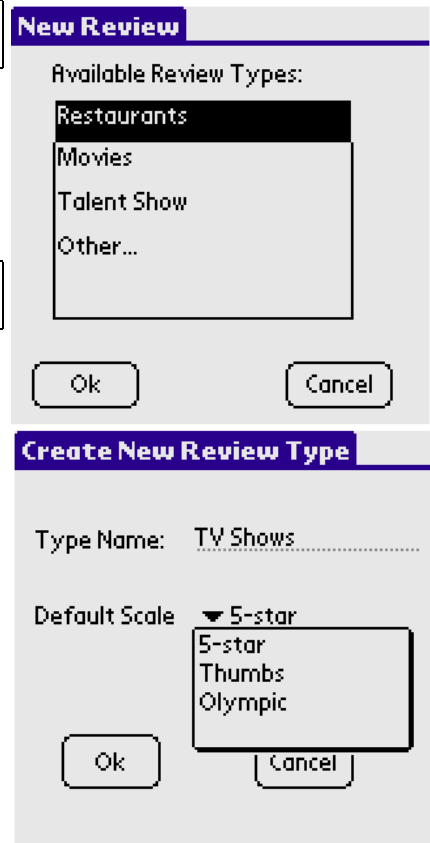 New Review
Available Review Types:
Restaurants
Movies
Talent Show
Other...
Ok Cancel
Create New Review Type
Type Name: TV Shows
Default Scale 5-star
5-star
Thumbs
Olympic
Ok Cancel